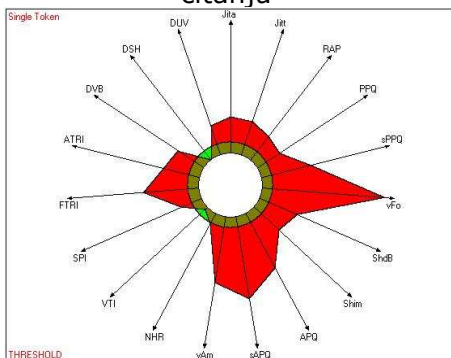 čitanju
Single Token
Jita
Jitt
RAP
PPQ
sPPQ
vFo
ShdB
Shim
APQ
sAPQ
vAm
NHR
VTI
SPI
FTRI
ATRI
DVB
DSH
DUV
THRESHOLD